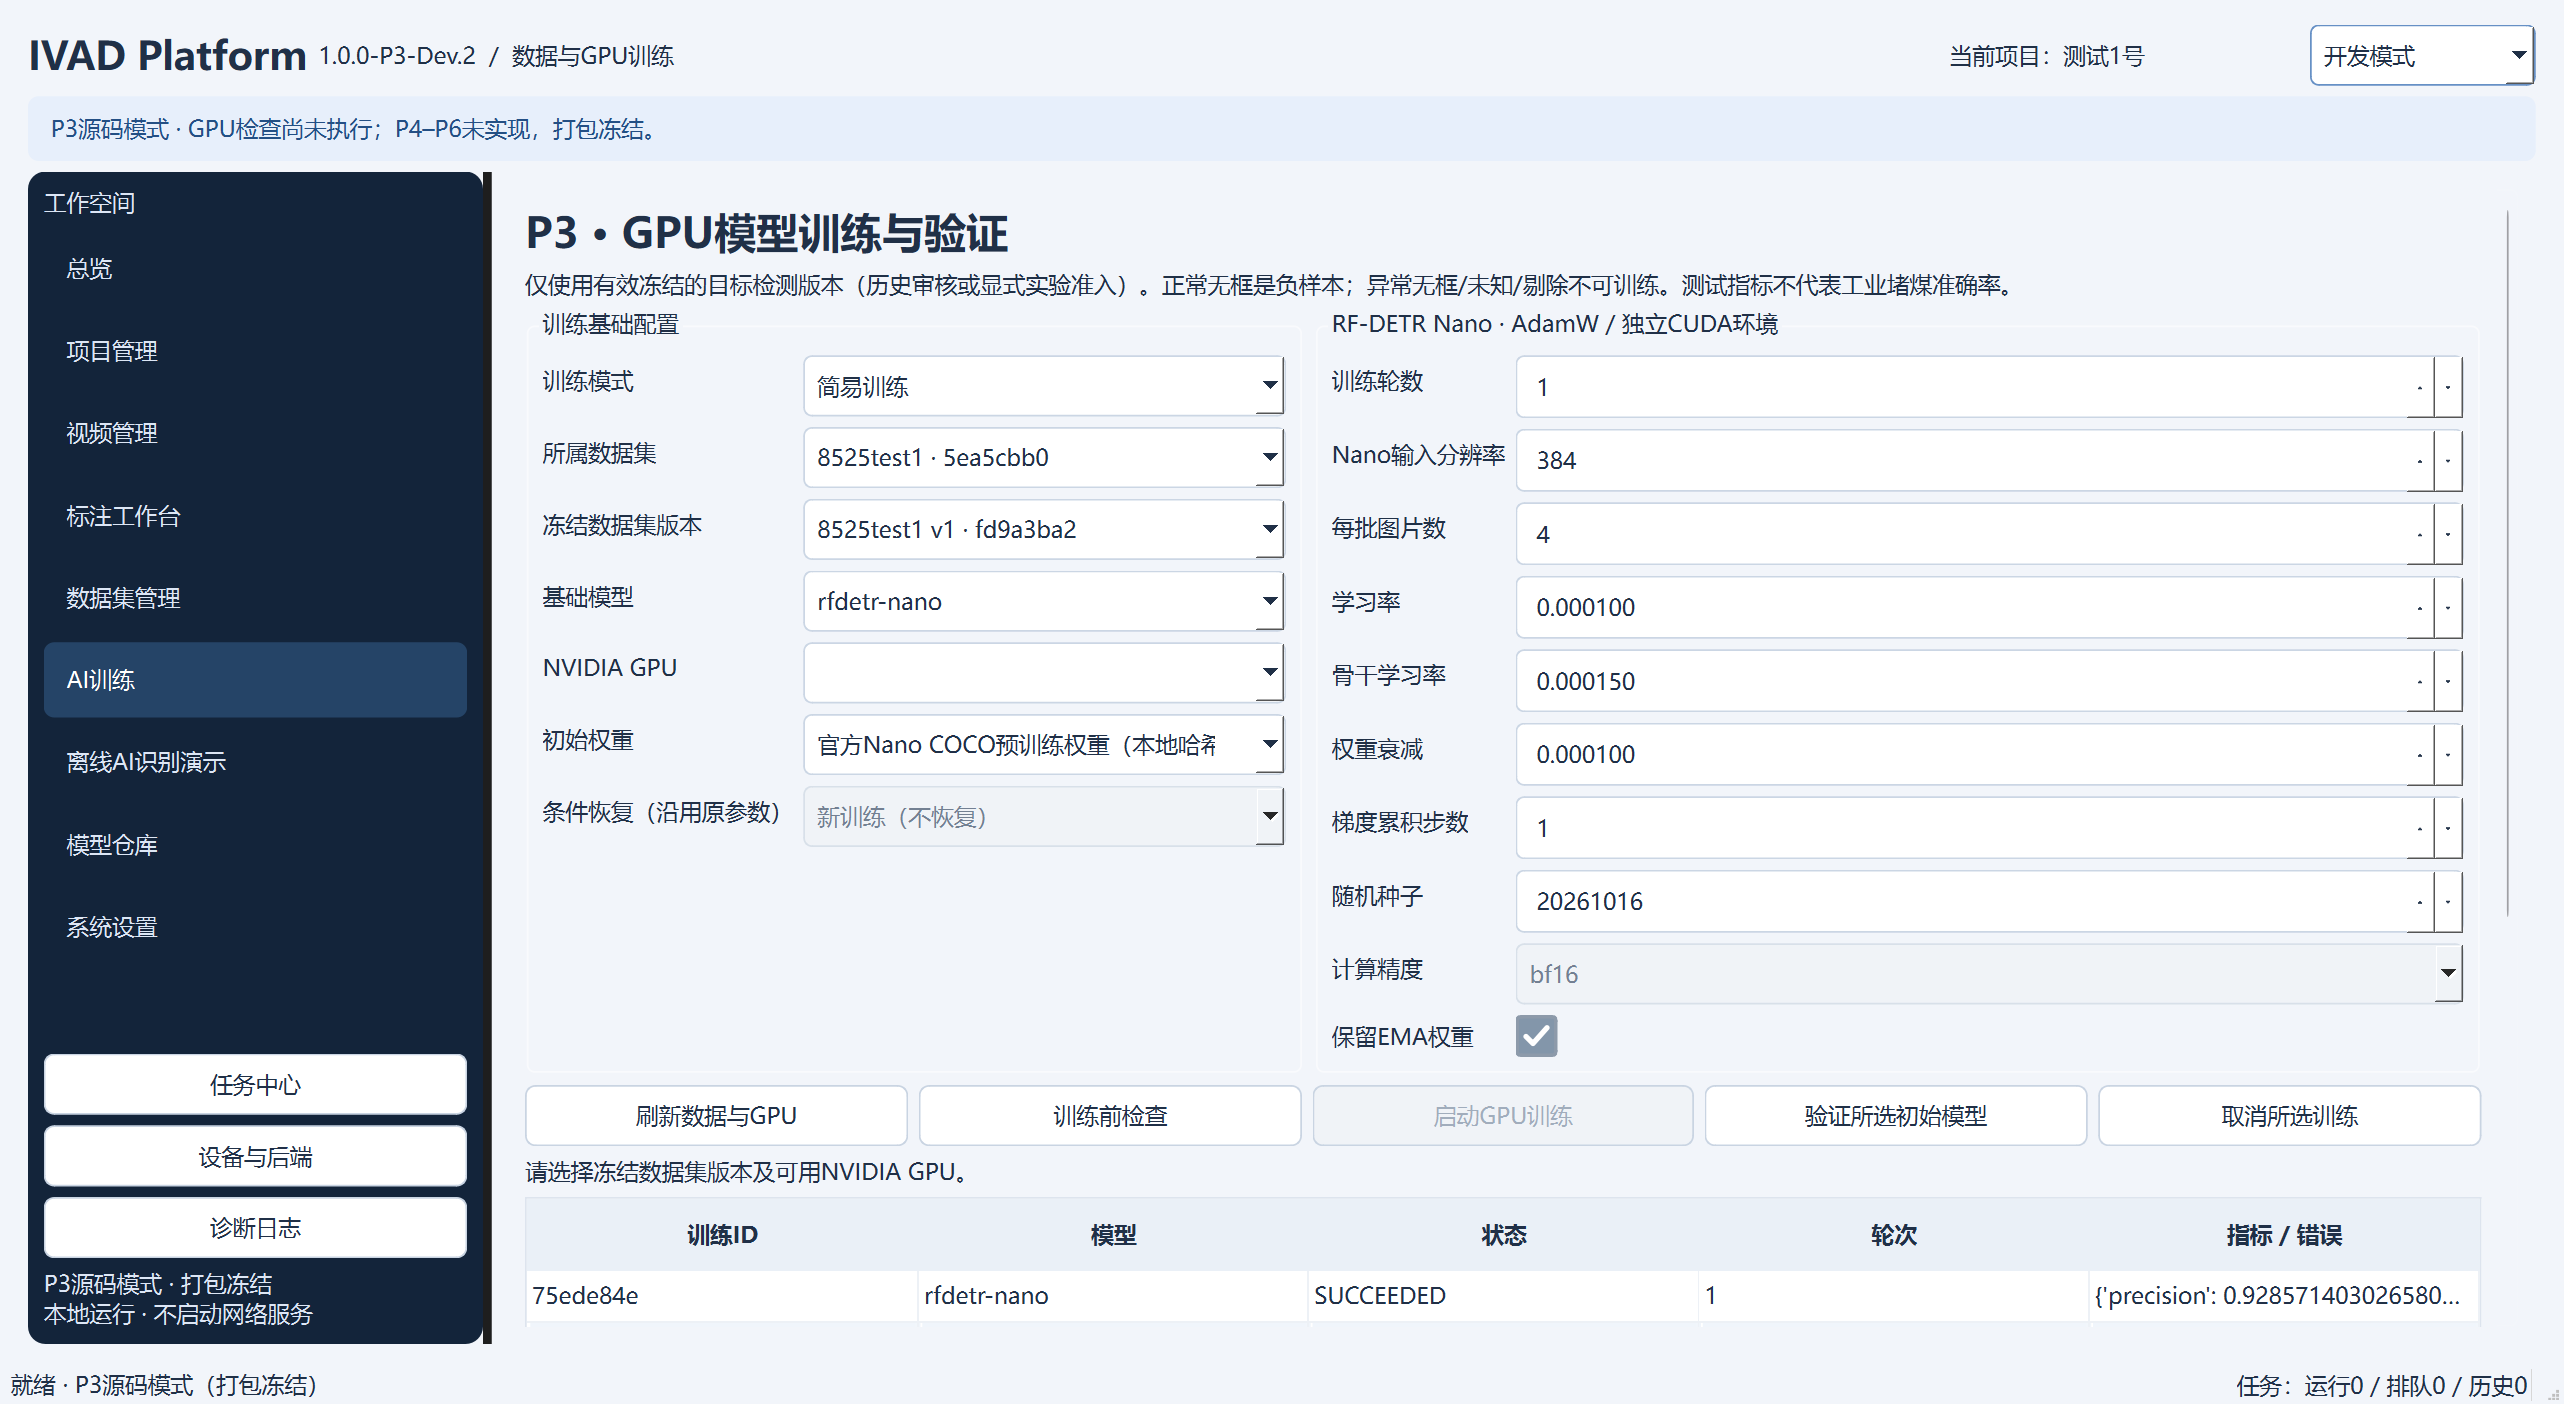 IVAD Platform 1.0.0-P3-Dev.2 / 数据与GPU训练
当前项目：测试1号
开发模式
P3源码模式 · GPU检查尚未执行；P4–P6未实现，打包冻结。
工作空间
总览
项目管理
视频管理
标注工作台
数据集管理
AI训练
离线AI识别演示
模型仓库
系统设置
任务中心
设备与后端
诊断日志
P3源码模式 · 打包冻结
本地运行 · 不启动网络服务
P3 • GPU模型训练与验证
仅使用有效冻结的目标检测版本（历史审核或显式实验准入）。正常无框是负样本；异常无框/未知/剔除不可训练。测试指标不代表工业堵煤准确率。
训练基础配置
训练模式
简易训练
所属数据集
8525test1 · 5ea5cbb0
冻结数据集版本
8525test1 v1 · fd9a3ba2
基础模型
rfdetr-nano
NVIDIA GPU
初始权重
官方Nano COCO预训练权重（本地哈希
条件恢复（沿用原参数）
新训练（不恢复）
RF-DETR Nano · AdamW / 独立CUDA环境
训练轮数
1
Nano输入分辨率
384
每批图片数
4
学习率
0.000100
骨干学习率
0.000150
权重衰减
0.000100
梯度累积步数
1
随机种子
20261016
计算精度
bf16
保留EMA权重
刷新数据与GPU
训练前检查
启动GPU训练
验证所选初始模型
取消所选训练
请选择冻结数据集版本及可用NVIDIA GPU。
训练ID 模型 状态 轮次 指标 / 错误
75ede84e rfdetr-nano SUCCEEDED 1 {'precision': 0.928571403026580...
就绪 · P3源码模式（打包冻结）
任务：运行0 / 排队0 / 历史0